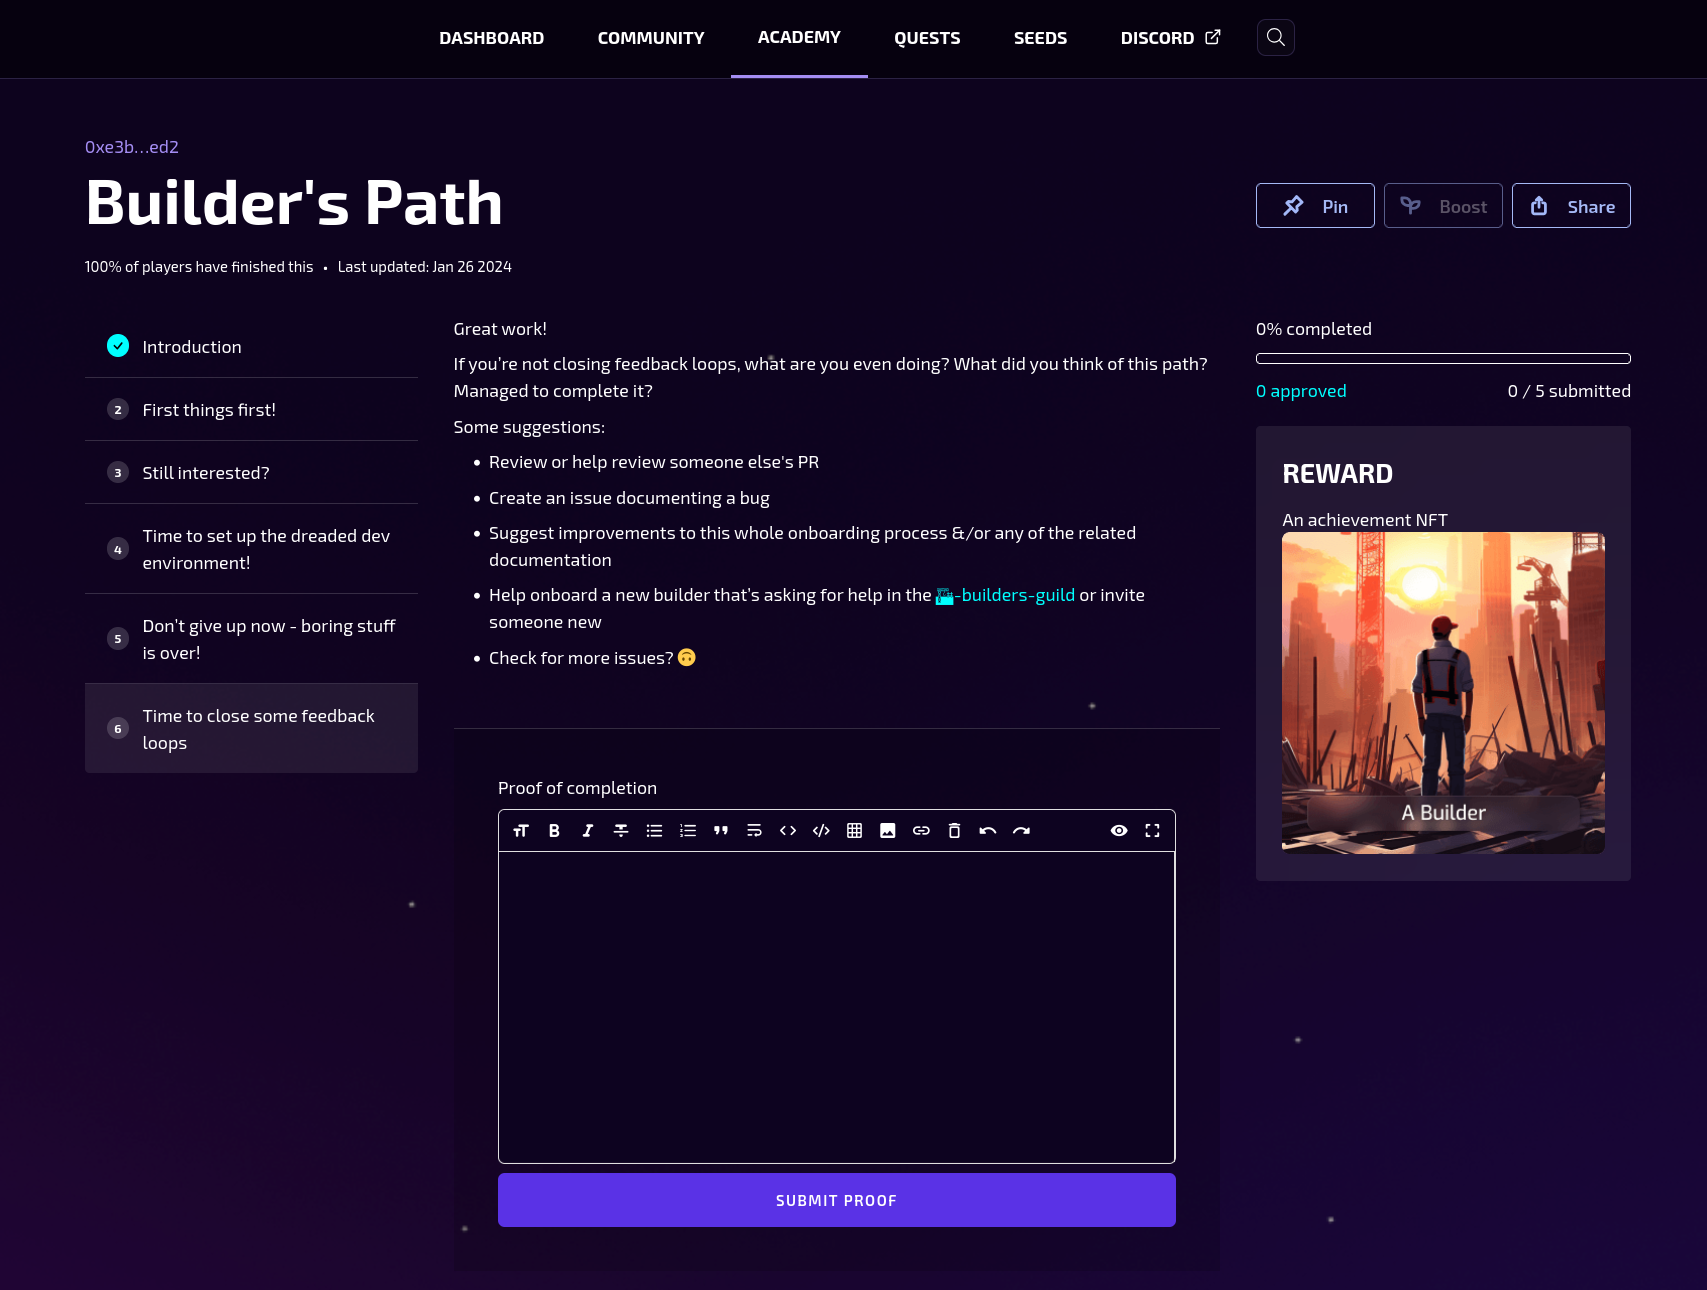 DASHBOARD COMMUNITY ACADEMY QUESTS SEEDS DISCORD
0xe3b...ed2
Builder's Path
Pin Boost Share
100% of players have finished this • Last updated: Jan 26 2024
Introduction
2 First things first!
3 Still interested?
4 Time to set up the dreaded dev
environment!
5 Don't give up now - boring stuff
is over!
6 Time to close some feedback
loops
Great work!
If you’re not closing feedback loops, what are you even doing? What did you think of this path?
Managed to complete it?
Some suggestions:
• Review or help review someone else's PR
• Create an issue documenting a bug
• Suggest improvements to this whole onboarding process &/or any of the related
documentation
• Help onboard a new builder that’s asking for help in the 🏗-builders-guild or invite
someone new
• Check for more issues? 🙃
Proof of completion
SUBMIT PROOF
0% completed
0 approved 0 / 5 submitted
REWARD
An achievement NFT
A Builder